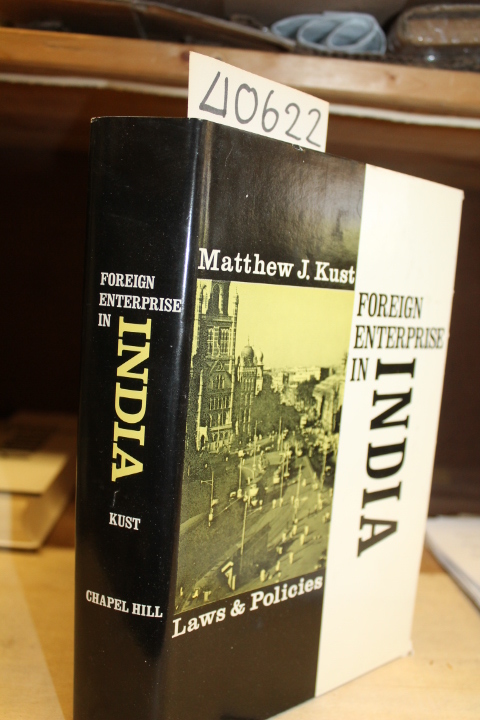 40622
FOREIGN
ENTERPRISE
IN
INDIA
KUST
CHAPEL HILL
Matthew J. Kust
FOREIGN
ENTERPRISE
IN
INDIA
Laws & Policies